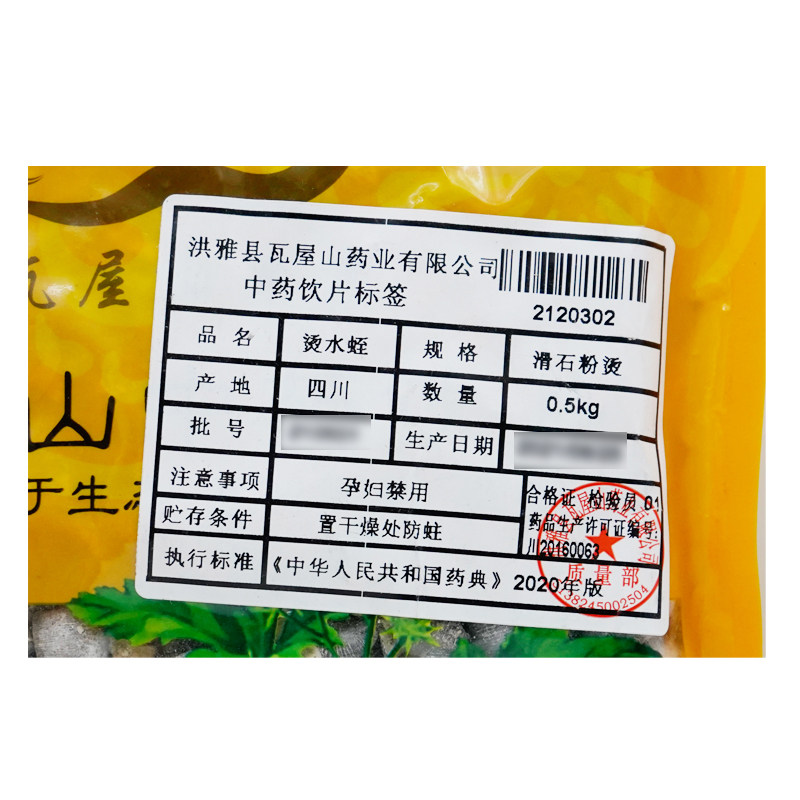 洪雅县瓦屋山药业有限公司
中药饮片标签
2120302
品名 烫水蛭 规格 滑石粉烫
产地 四川 数量 0.5kg
批号 生产日期
注意事项 孕妇禁用
合格证 检验员 01
贮存条件 置干燥处防蛀
药品生产许可证编号:
川20160063
执行标准 《中华人民共和国药典》2020年版
质量部
138245002504
瓦屋
山
于生态